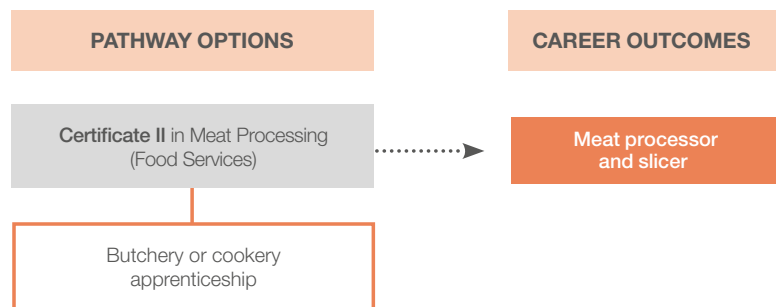 PATHWAY OPTIONS
CAREER OUTCOMES
Certificate II in Meat Processing
(Food Services)
Meat processor
and slicer
Butchery or cookery
apprenticeship